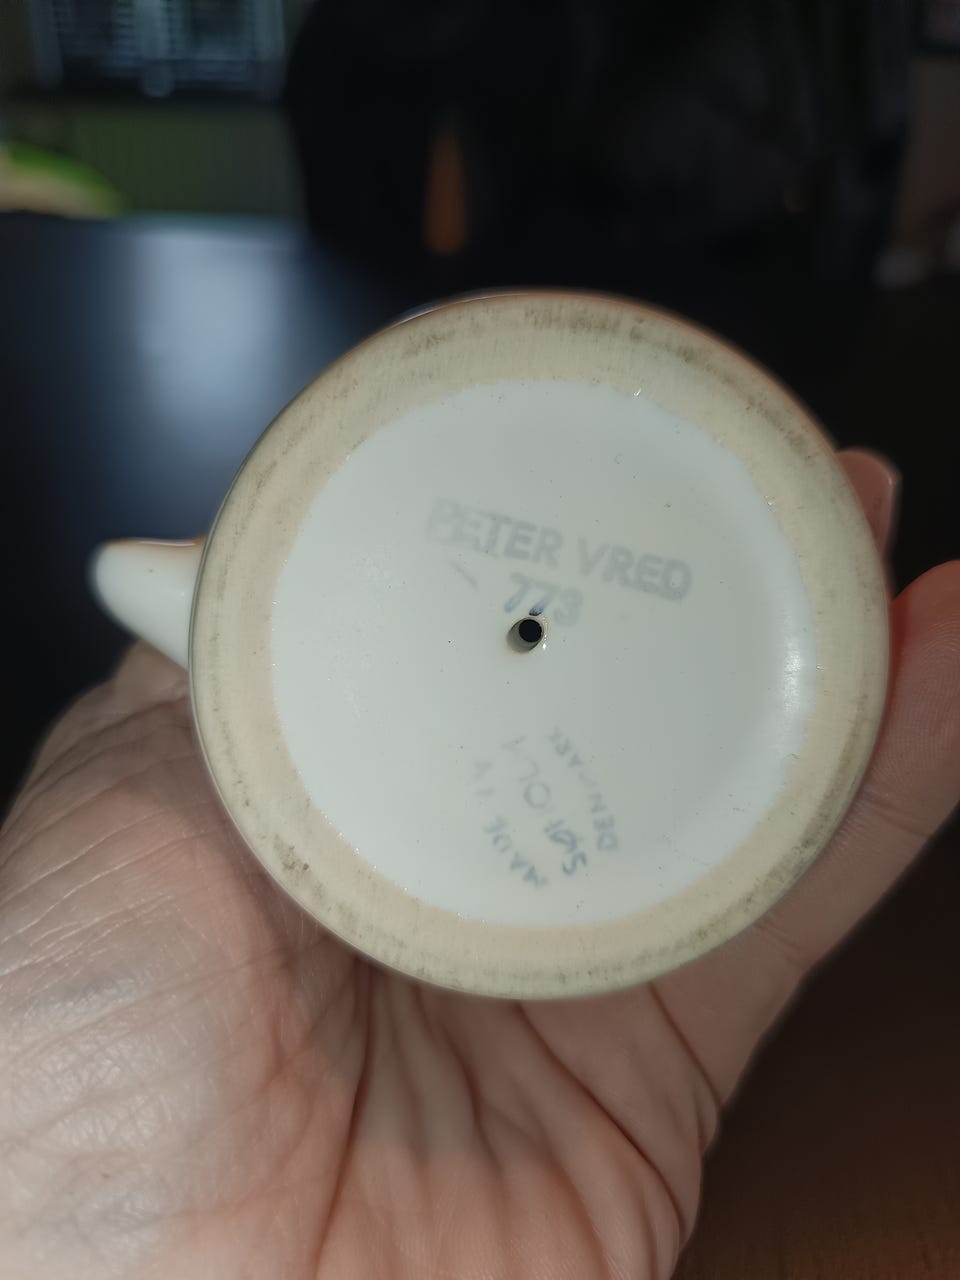 PETER VRED
773
MADE IN
SØHOLM
DENMARK